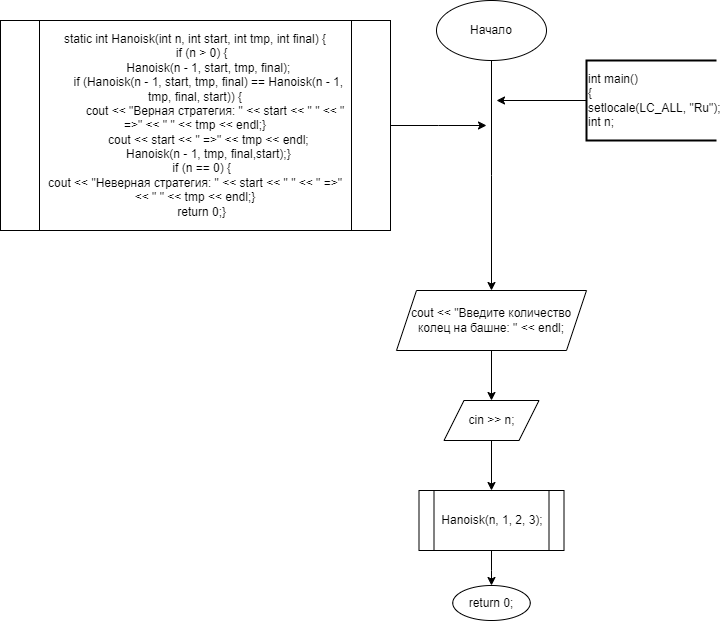 Начало
static int Hanoisk(int n, int start, int tmp, int final) {
if (n > 0) {
Hanoisk(n - 1, start, tmp, final);
if (Hanoisk(n - 1, start, tmp, final) == Hanoisk(n - 1,
tmp, final, start)) {
cout << "Верная стратегия: " << start << " " << "
=>" << " " << tmp << endl;}
cout << start << " =>" << tmp << endl;
Hanoisk(n - 1, tmp, final,start);}
if (n == 0) {
cout << "Неверная стратегия: " << start << " " << " =>"
<< " " << tmp << endl;}
return 0;}
int main()
{
setlocale(LC_ALL, "Ru");
int n;
cout << "Введите количество
колец на башне: " << endl;
cin >> n;
Hanoisk(n, 1, 2, 3);
return 0;